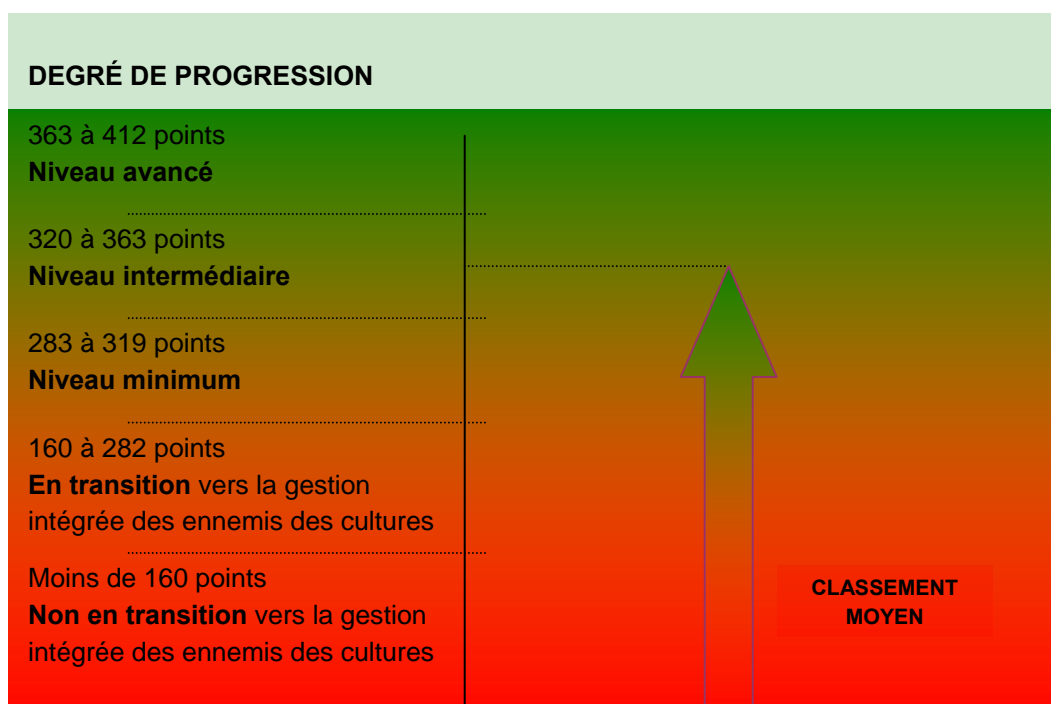 DEGRÉ DE PROGRESSION
363 à 412 points
Niveau avancé
320 à 363 points
Niveau intermédiaire
283 à 319 points
Niveau minimum
160 à 282 points
En transition vers la gestion
intégrée des ennemis des cultures
Moins de 160 points
Non en transition vers la gestion
intégrée des ennemis des cultures
CLASSEMENT
MOYEN